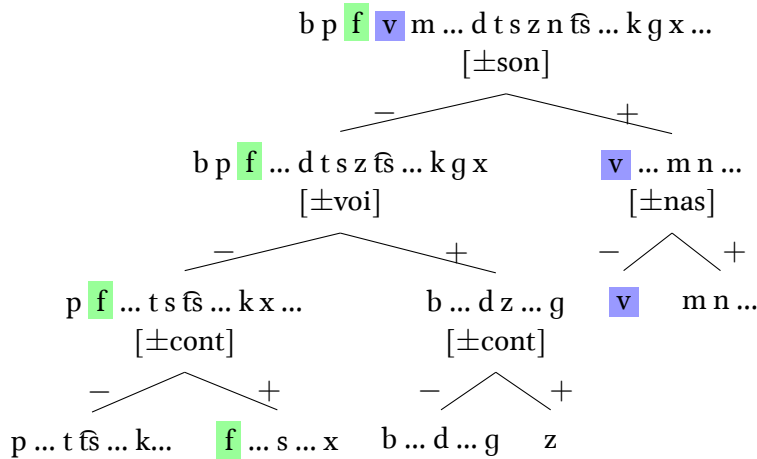 b p f v m ... d t s z n t͡s ... k ɡ x ...
[±son]
− +
b p f ... d t s z t͡s ... k ɡ x v ... m n ...
[±voi] [±nas]
− + − +
p f ... t s t͡s ... k x ... b ... d z ... ɡ v m n ...
[±cont] [±cont]
− + − +
p ... t t͡s ... k... f ... s ... x b ... d ... ɡ z